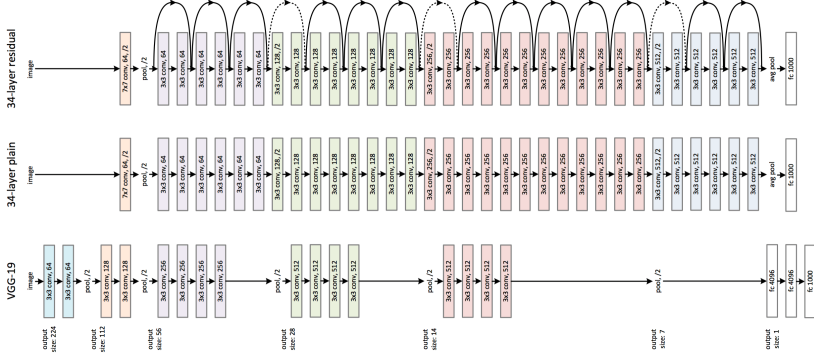 output
size: 224
output
size: 112
output
size: 56
output
size: 28
output
size: 14
output
size: 7
output
size: 1
VGG-19
image
3x3 conv, 64
3x3 conv, 64
pool, /2
3x3 conv, 128
3x3 conv, 128
pool, /2
3x3 conv, 256
3x3 conv, 256
3x3 conv, 256
3x3 conv, 256
pool, /2
3x3 conv, 512
3x3 conv, 512
3x3 conv, 512
3x3 conv, 512
pool, /2
3x3 conv, 512
3x3 conv, 512
3x3 conv, 512
3x3 conv, 512
pool, /2
fc 4096
fc 4096
fc 1000
34-layer plain
image
7x7 conv, 64, /2
pool, /2
3x3 conv, 64
3x3 conv, 64
3x3 conv, 64
3x3 conv, 64
3x3 conv, 64
3x3 conv, 64
3x3 conv, 128, /2
3x3 conv, 128
3x3 conv, 128
3x3 conv, 128
3x3 conv, 128
3x3 conv, 128
3x3 conv, 128
3x3 conv, 128
3x3 conv, 256, /2
3x3 conv, 256
3x3 conv, 256
3x3 conv, 256
3x3 conv, 256
3x3 conv, 256
3x3 conv, 256
3x3 conv, 256
3x3 conv, 256
3x3 conv, 256
3x3 conv, 256
3x3 conv, 256
3x3 conv, 512, /2
3x3 conv, 512
3x3 conv, 512
3x3 conv, 512
3x3 conv, 512
3x3 conv, 512
avg pool
fc 1000
34-layer residual
image
7x7 conv, 64, /2
pool, /2
3x3 conv, 64
3x3 conv, 64
3x3 conv, 64
3x3 conv, 64
3x3 conv, 64
3x3 conv, 64
3x3 conv, 128, /2
3x3 conv, 128
3x3 conv, 128
3x3 conv, 128
3x3 conv, 128
3x3 conv, 128
3x3 conv, 128
3x3 conv, 128
3x3 conv, 256, /2
3x3 conv, 256
3x3 conv, 256
3x3 conv, 256
3x3 conv, 256
3x3 conv, 256
3x3 conv, 256
3x3 conv, 256
3x3 conv, 256
3x3 conv, 256
3x3 conv, 256
3x3 conv, 256
3x3 conv, 512, /2
3x3 conv, 512
3x3 conv, 512
3x3 conv, 512
3x3 conv, 512
3x3 conv, 512
avg pool
fc 1000